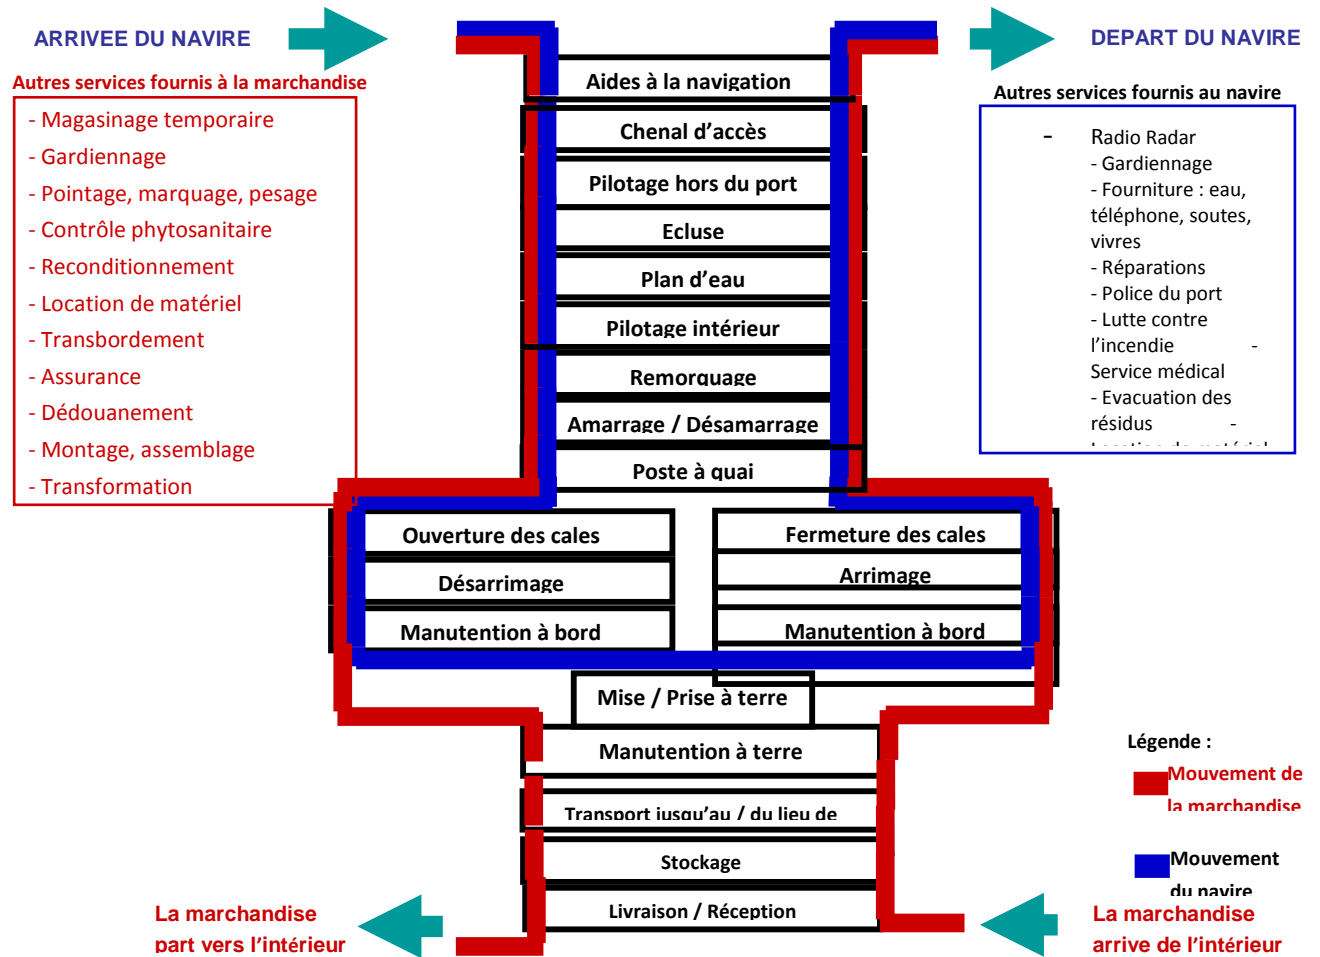 ARRIVEE DU NAVIRE
DEPART DU NAVIRE
Autres services fournis à la marchandise
- Magasinage temporaire
- Gardiennage
- Pointage, marquage, pesage
- Contrôle phytosanitaire
- Reconditionnement
- Location de matériel
- Transbordement
- Assurance
- Dédouanement
- Montage, assemblage
- Transformation
Aides à la navigation
Chenal d’accès
Pilotage hors du port
Ecluse
Plan d’eau
Pilotage intérieur
Remorquage
Amarrage / Désamarrage
Poste à quai
Autres services fournis au navire
- Radio Radar
- Gardiennage
- Fourniture : eau,
téléphone, soutes,
vivres
- Réparations
- Police du port
- Lutte contre
l’incendie -
Service médical
- Evacuation des
résidus -
Location de matériel
Ouverture des cales
Désarrimage
Manutention à bord
Fermeture des cales
Arrimage
Manutention à bord
Mise / Prise à terre
Manutention à terre
Transport jusqu’au / du lieu de
Stockage
Livraison / Réception
Légende :
Mouvement de
la marchandise
Mouvement
du navire
La marchandise
part vers l’intérieur
La marchandise
arrive de l’intérieur